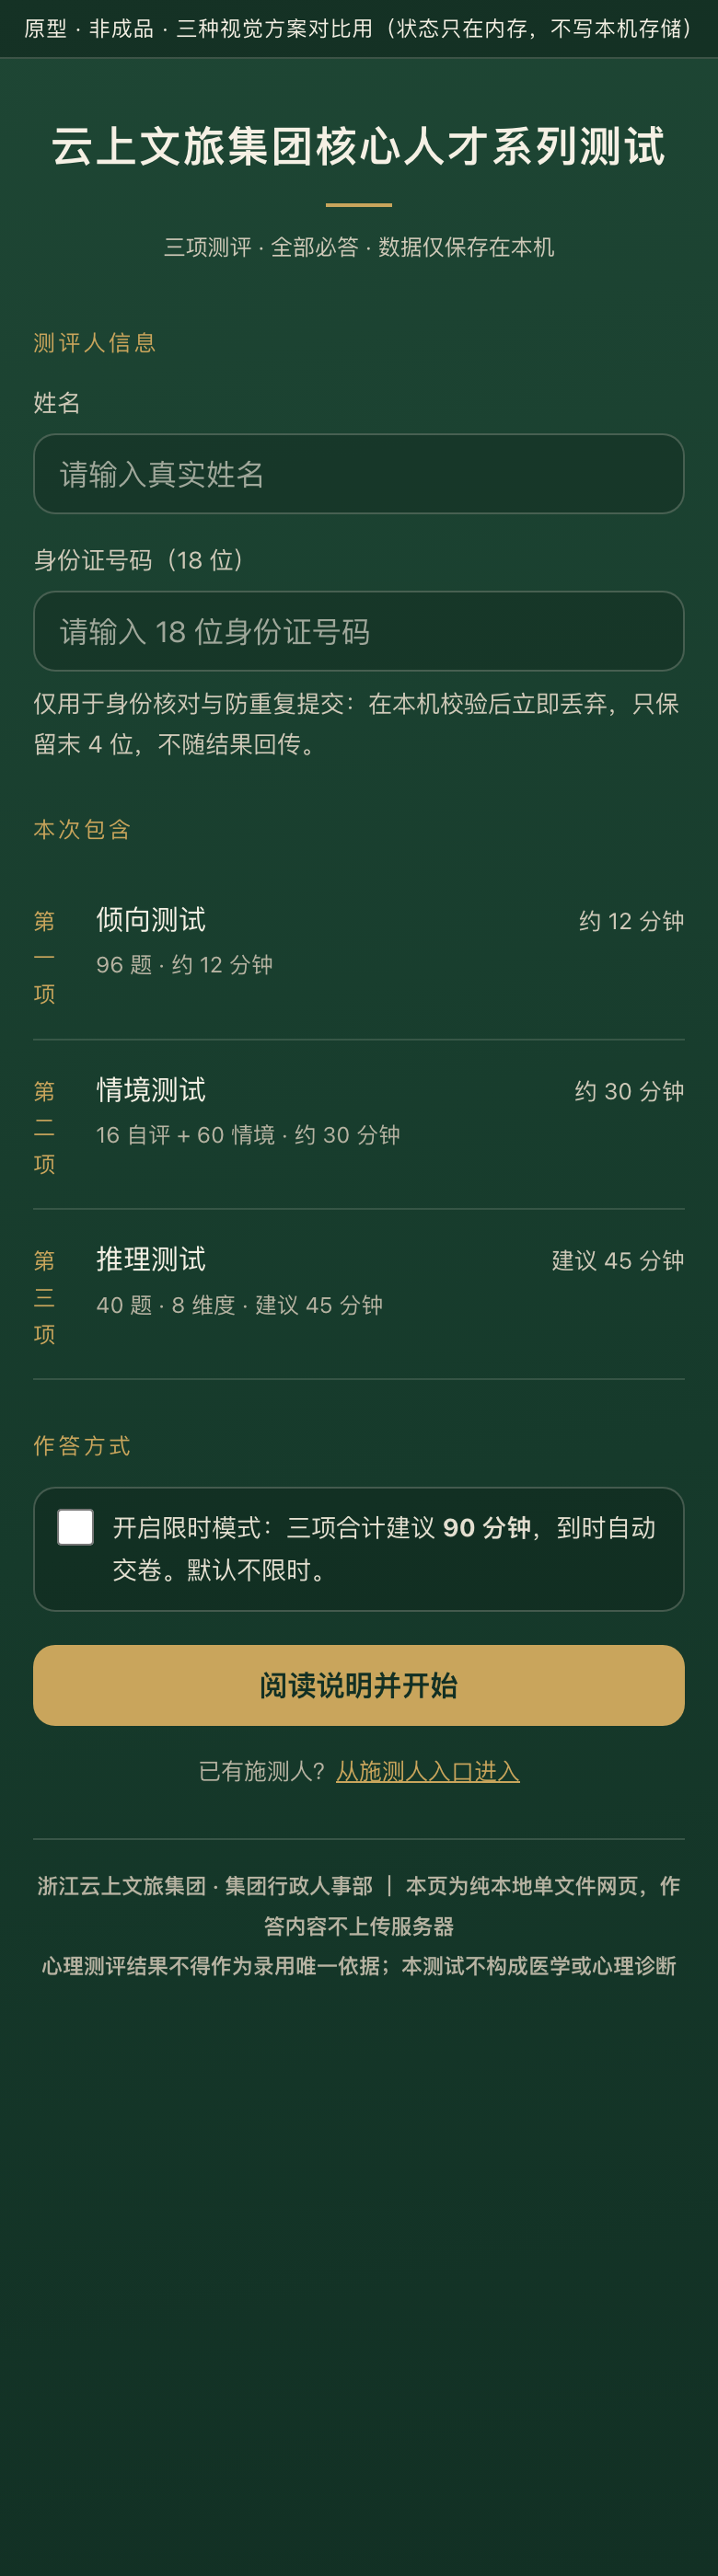 原型 · 非成品 · 三种视觉方案对比用（状态只在内存，不写本机存储）
云上文旅集团核心人才系列测试
三项测评 · 全部必答 · 数据仅保存在本机
测评人信息
姓名
请输入真实姓名
身份证号码（18 位）
请输入 18 位身份证号码
仅用于身份核对与防重复提交：在本机校验后立即丢弃，只保
留末 4 位，不随结果回传。
本次包含
第一项
倾向测试
约 12 分钟
96 题 · 约 12 分钟
第二项
情境测试
约 30 分钟
16 自评 + 60 情境 · 约 30 分钟
第三项
推理测试
建议 45 分钟
40 题 · 8 维度 · 建议 45 分钟
作答方式
开启限时模式：三项合计建议 90 分钟，到时自动
交卷。默认不限时。
阅读说明并开始
已有施测人？从施测人入口进入
浙江云上文旅集团 · 集团行政人事部 ｜ 本页为纯本地单文件网页，作
答内容不上传服务器
心理测评结果不得作为录用唯一依据；本测试不构成医学或心理诊断